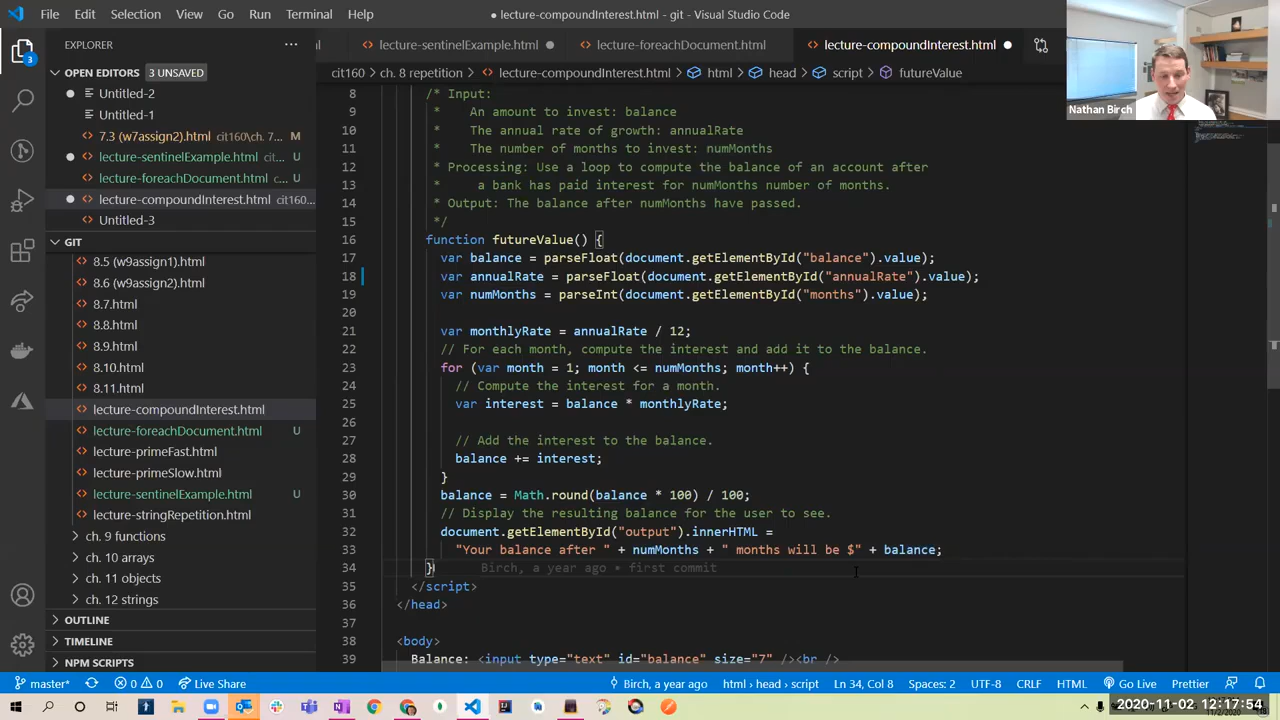 File Edit Selection View Go Run Terminal Help
● lecture-compoundInterest.html - git - Visual Studio Code
EXPLORER
lecture-sentinelExample.html ●
lecture-foreachDocument.html
lecture-compoundInterest.html ●
OPEN EDITORS 3 UNSAVED
cit160 > ch. 8 repetition > lecture-compoundInterest.html > html > head > script > futureValue
Nathan Birch
● Untitled-2
Untitled-1
7.3 (w7assign2).html cit160\ch. 7... M
● lecture-sentinelExample.html cit...
lecture-foreachDocument.html c... U
● lecture-compoundInterest.html cit160...
Untitled-3
GIT
8.5 (w9assign1).html
8.6 (w9assign2).html
8.7.html
8.8.html
8.9.html
8.10.html
8.11.html
lecture-compoundInterest.html
lecture-foreachDocument.html U
lecture-primeFast.html
lecture-primeSlow.html
lecture-sentinelExample.html U
lecture-stringRepetition.html
ch. 9 functions
ch. 10 arrays
ch. 11 objects
ch. 12 strings
OUTLINE
TIMELINE
NPM SCRIPTS
8 /* Input:
9 * An amount to invest: balance
10 * The annual rate of growth: annualRate
11 * The number of months to invest: numMonths
12 * Processing: Use a loop to compute the balance of an account after
13 * a bank has paid interest for numMonths number of months.
14 * Output: The balance after numMonths have passed.
15 */
16 function futureValue() {
17 var balance = parseFloat(document.getElementById("balance").value);
18 var annualRate = parseFloat(document.getElementById("annualRate").value);
19 var numMonths = parseInt(document.getElementById("months").value);
20
21 var monthlyRate = annualRate / 12;
22 // For each month, compute the interest and add it to the balance.
23 for (var month = 1; month <= numMonths; month++) {
24 // Compute the interest for a month.
25 var interest = balance * monthlyRate;
26
27 // Add the interest to the balance.
28 balance += interest;
29 }
30 balance = Math.round(balance * 100) / 100;
31 // Display the resulting balance for the user to see.
32 document.getElementById("output").innerHTML =
33 "Your balance after " + numMonths + " months will be $" + balance;
34 } Birch, a year ago • first commit
35 </script>
36 </head>
37
38 <body>
39 Balance: <input type="text" id="balance" size="7" /><br />
master* 0 0 Live Share
Birch, a year ago html > head > script Ln 34, Col 8 Spaces: 2 UTF-8 CRLF HTML Go Live Prettier
2020-11-02 12:17:54